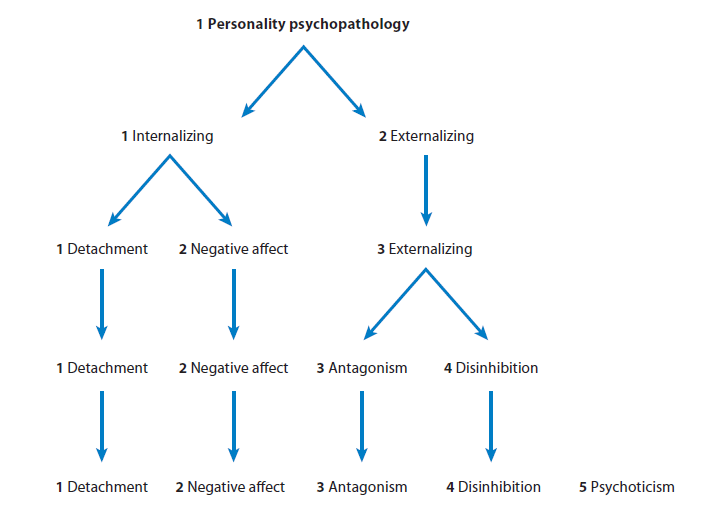 1 Personality psychopathology
1 Internalizing 2 Externalizing
1 Detachment 2 Negative affect 3 Externalizing
1 Detachment 2 Negative affect 3 Antagonism 4 Disinhibition
1 Detachment 2 Negative affect 3 Antagonism 4 Disinhibition 5 Psychoticism